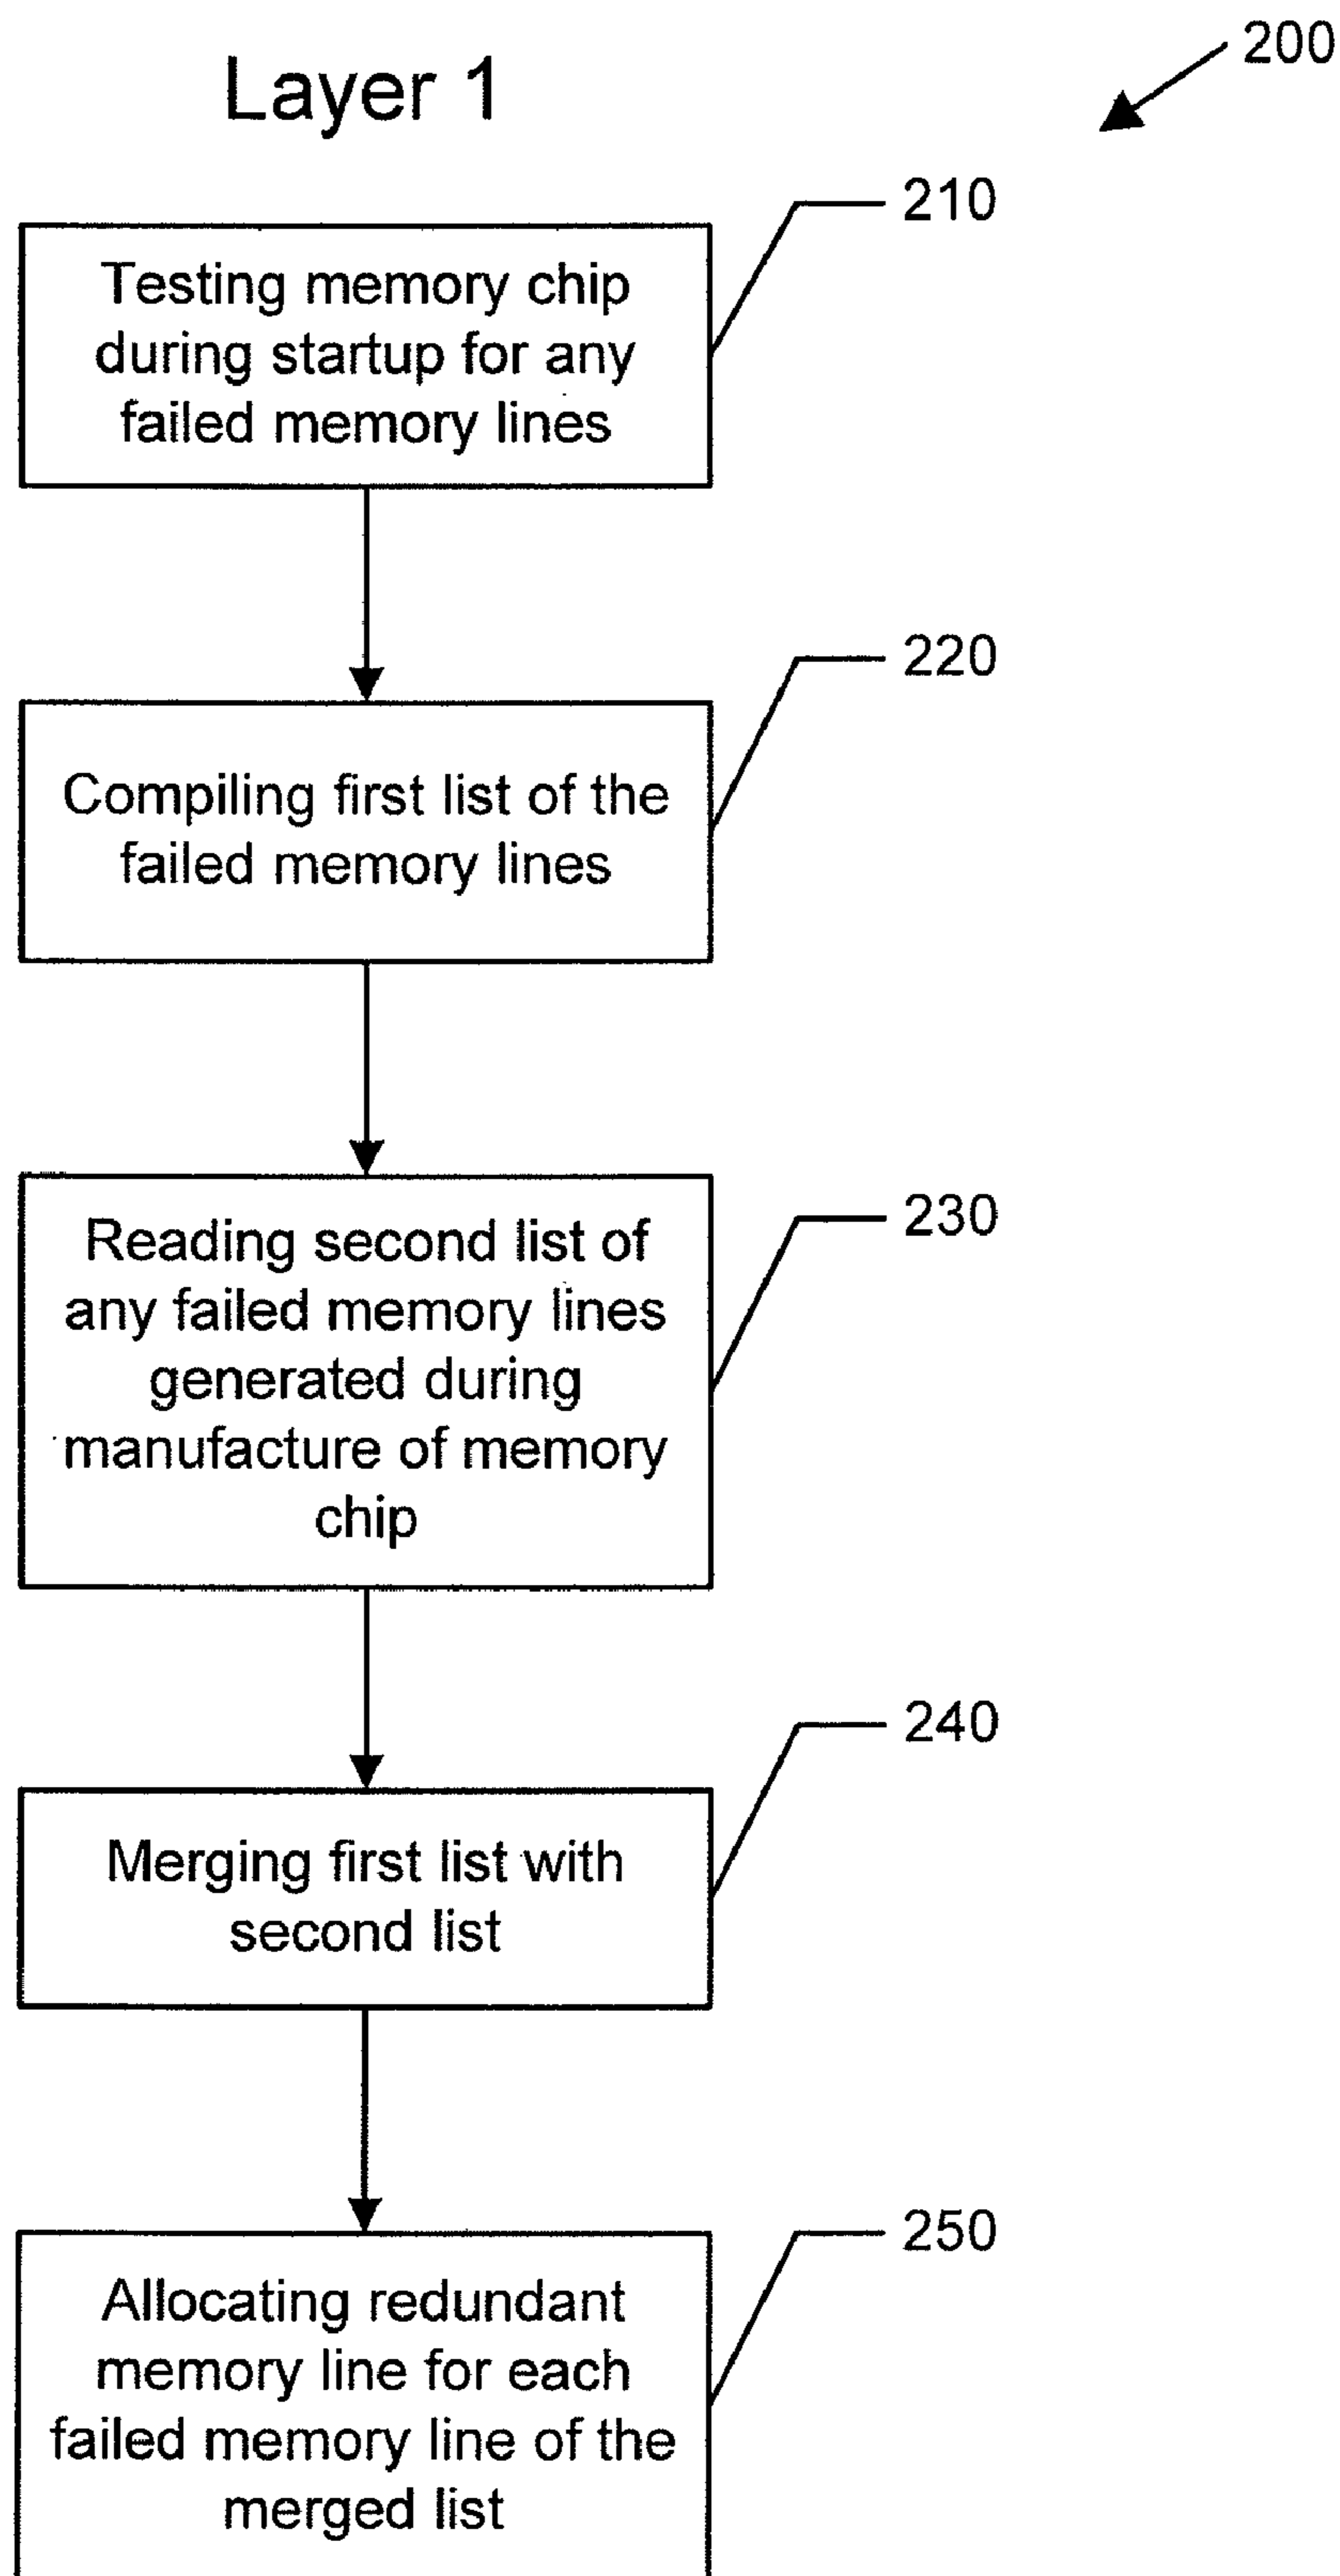 200
Layer 1
210
Testing memory chip
during startup for any
failed memory lines
220
Compiling first list of the
failed memory lines
230
Reading second list of
any failed memory lines
generated during
manufacture of memory
chip
240
Merging first list with
second list
250
Allocating redundant
memory line for each
failed memory line of the
merged list